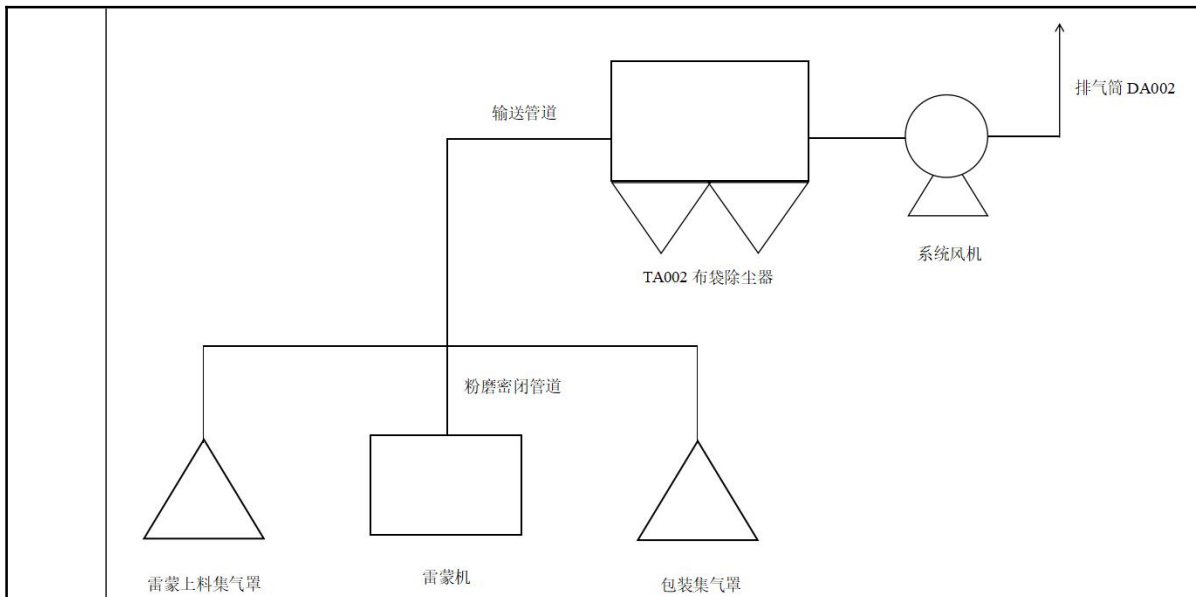 排气筒 DA002
输送管道
系统风机
TA002 布袋除尘器
粉磨密闭管道
雷蒙上料集气罩
雷蒙机
包装集气罩